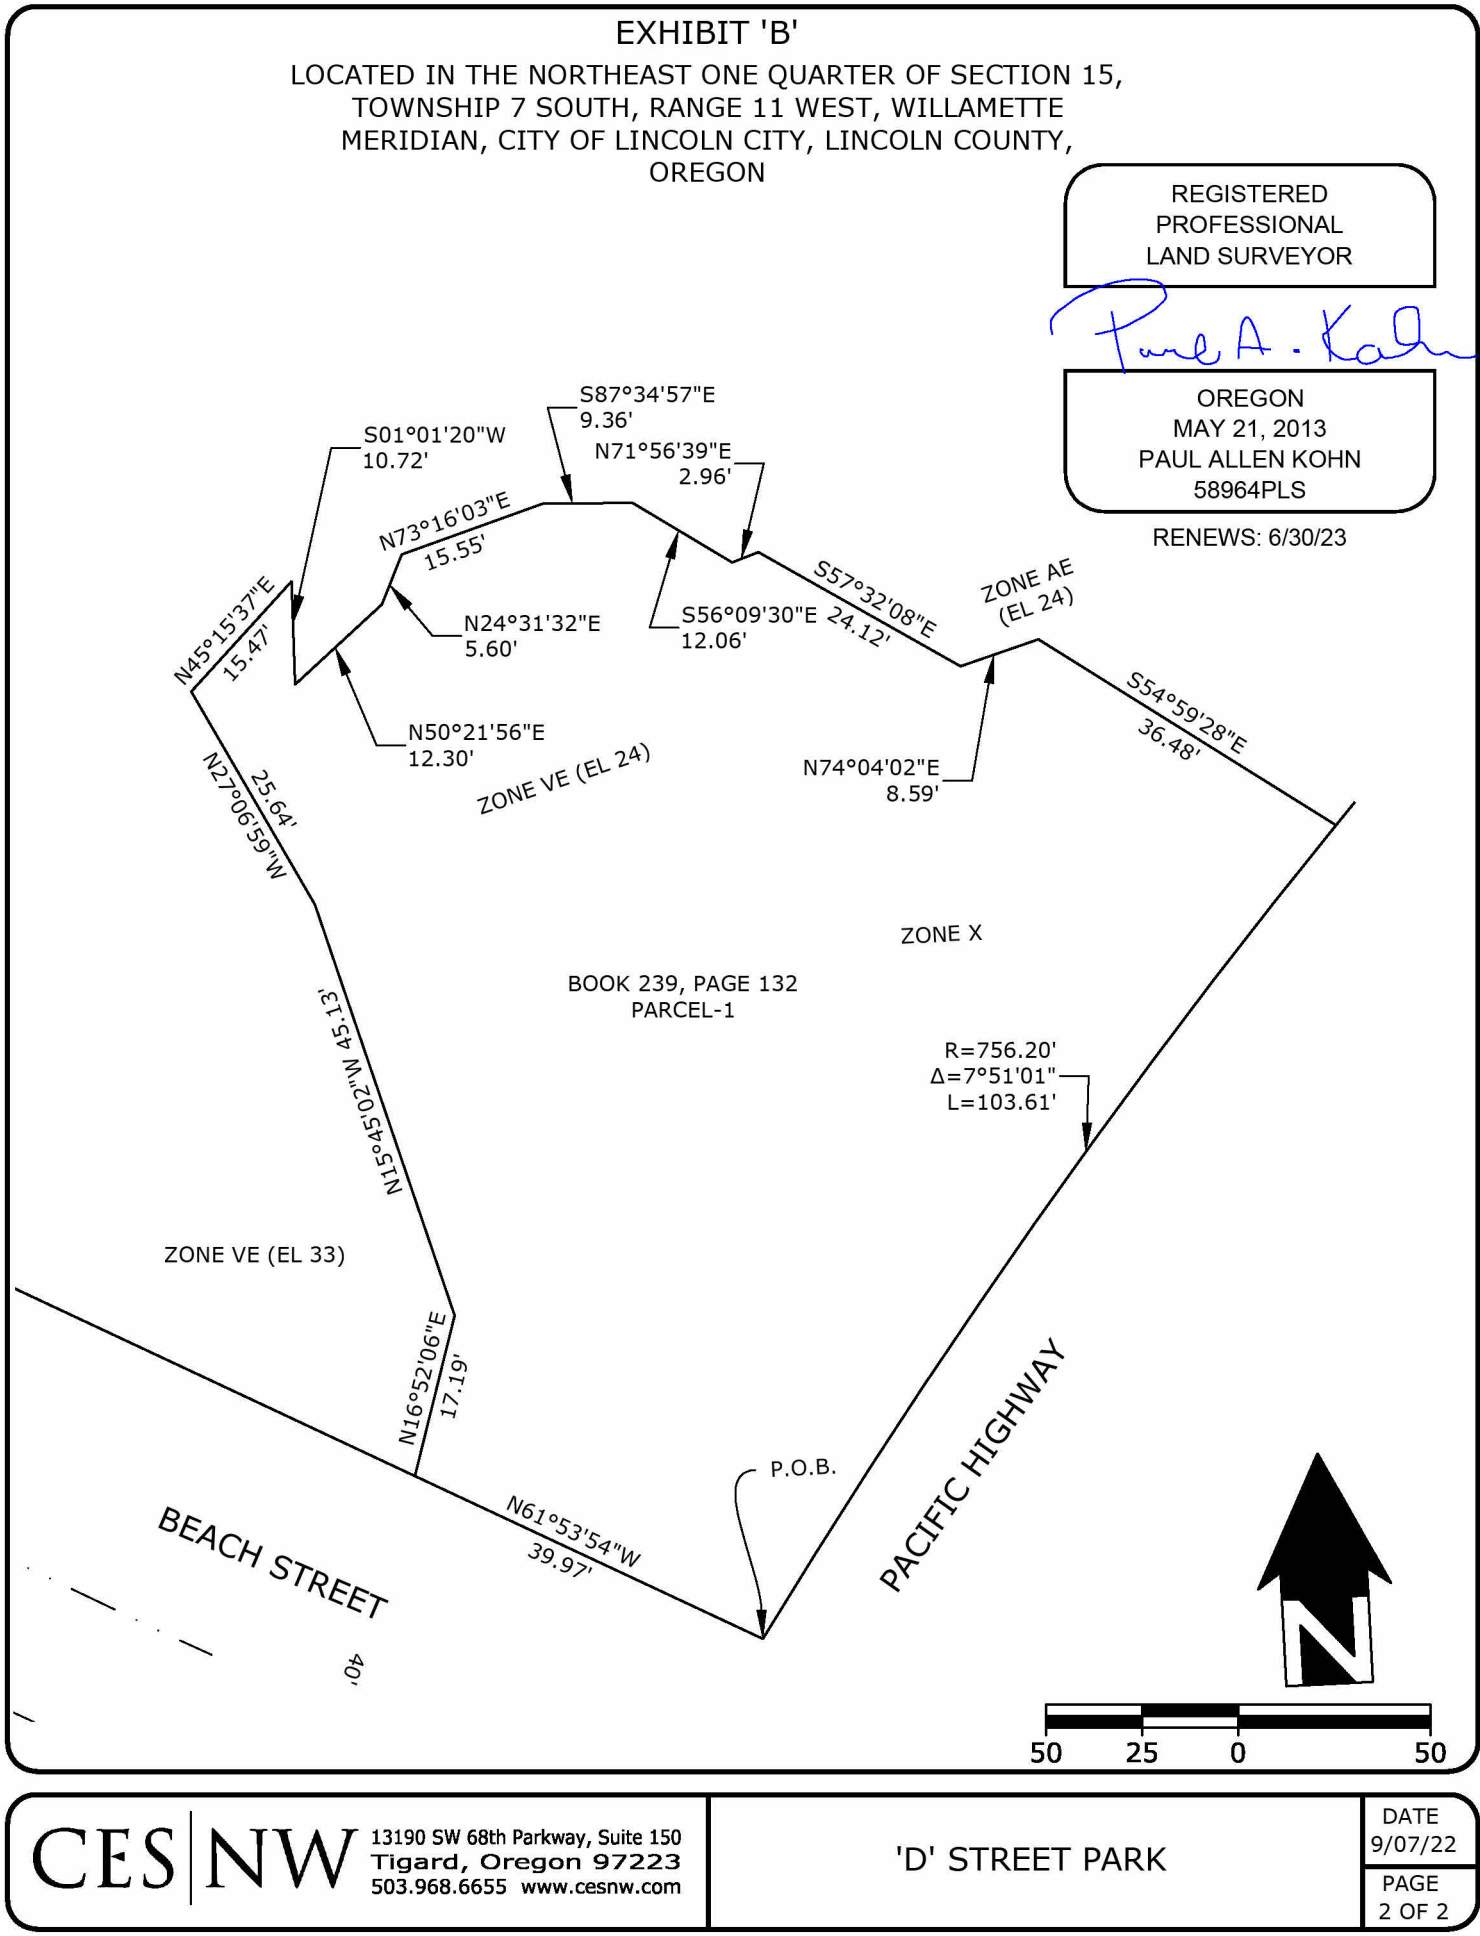 EXHIBIT 'B'
LOCATED IN THE NORTHEAST ONE QUARTER OF SECTION 15,
TOWNSHIP 7 SOUTH, RANGE 11 WEST, WILLAMETTE
MERIDIAN, CITY OF LINCOLN CITY, LINCOLN COUNTY,
OREGON
REGISTERED
PROFESSIONAL
LAND SURVEYOR
Paul A. Kohn
OREGON
MAY 21, 2013
PAUL ALLEN KOHN
58964PLS
RENEWS: 6/30/23
S87°34'57"E
9.36'
S01°01'20"W
10.72'
N71°56'39"E
2.96'
N73°16'03"E
15.55'
S57°32'08"E
24.12'
ZONE AE
(EL 24)
N45°15'37"E
15.47'
N24°31'32"E
5.60'
S56°09'30"E
12.06'
S54°59'28"E
36.48'
N50°21'56"E
12.30'
ZONE VE (EL 24)
N74°04'02"E
8.59'
25.64'
N27°06'59"W
ZONE X
BOOK 239, PAGE 132
PARCEL-1
N15°45'02"W 45.13'
R=756.20'
Δ=7°51'01"
L=103.61'
ZONE VE (EL 33)
N16°52'06"E
17.19'
PACIFIC HIGHWAY
P.O.B.
N61°53'54"W
39.97'
BEACH STREET
40'
N
50 25 0 50
CES NW
13190 SW 68th Parkway, Suite 150
Tigard, Oregon 97223
503.968.6655 www.cesnw.com
'D' STREET PARK
DATE
9/07/22
PAGE
2 OF 2